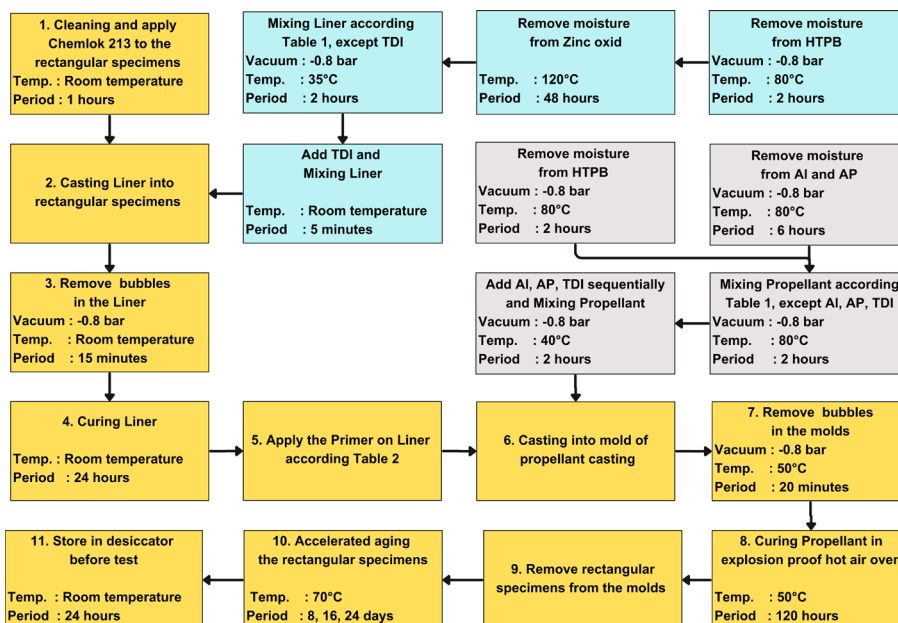 1. Cleaning and apply
Chemlok 213 to the
rectangular specimens
Temp. : Room temperature
Period : 1 hours
Mixing Liner according
Table 1, except TDI
Vacuum : -0.8 bar
Temp. : 35°C
Period : 2 hours
Remove moisture
from Zinc oxid
Temp. : 120°C
Period : 48 hours
Remove moisture
from HTPB
Vacuum : -0.8 bar
Temp. : 80°C
Period : 2 hours
2. Casting Liner into
rectangular specimens
Add TDI and
Mixing Liner
Temp. : Room temperature
Period : 5 minutes
Remove moisture
from HTPB
Vacuum : -0.8 bar
Temp. : 80°C
Period : 2 hours
Remove moisture
from Al and AP
Vacuum : -0.8 bar
Temp. : 80°C
Period : 6 hours
3. Remove bubbles
in the Liner
Vacuum : -0.8 bar
Temp. : Room temperature
Period : 15 minutes
Add Al, AP, TDI sequentially
and Mixing Propellant
Vacuum : -0.8 bar
Temp. : 40°C
Period : 2 hours
Mixing Propellant according
Table 1, except Al, AP, TDI
Vacuum : -0.8 bar
Temp. : 80°C
Period : 2 hours
4. Curing Liner
Temp. : Room temperature
Period : 24 hours
5. Apply the Primer on Liner
according Table 2
6. Casting into mold of
propellant casting
7. Remove bubbles
in the molds
Vacuum : -0.8 bar
Temp. : 50°C
Period : 20 minutes
11. Store in desiccator
before test
Temp. : Room temperature
Period : 24 hours
10. Accelerated aging
the rectangular specimens
Temp. : 70°C
Period : 8, 16, 24 days
9. Remove rectangular
specimens from the molds
8. Curing Propellant in
explosion proof hot air over
Temp. : 50°C
Period : 120 hours